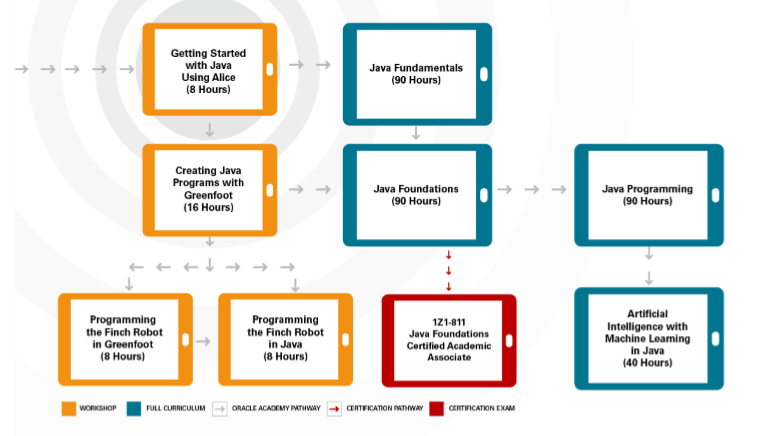 Getting Started
with Java
Using Alice
(8 Hours)
Java Fundamentals
(90 Hours)
Creating Java
Programs with
Greenfoot
(16 Hours)
Java Foundations
(90 Hours)
Java Programming
(90 Hours)
Programming
the Finch Robot
in Greenfoot
(8 Hours)
Programming
the Finch Robot
in Java
(8 Hours)
1Z1-811
Java Foundations
Certified Academic
Associate
Artificial
Intelligence with
Machine Learning
in Java
(40 Hours)
WORKSHOP
FULL CURRICULUM
ORACLE ACADEMY PATHWAY
CERTIFICATION PATHWAY
CERTIFICATION EXAM